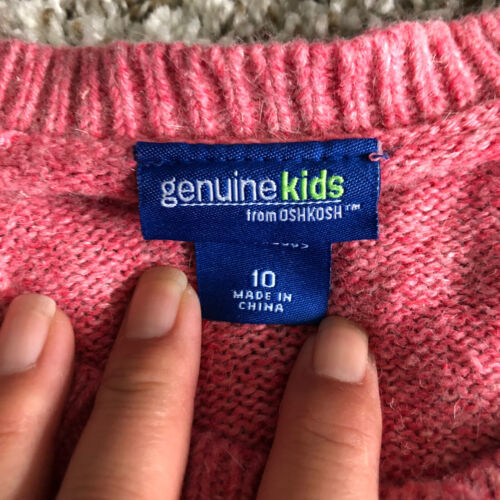 genuine kids
from OSHKOSH™
10
MADE IN
CHINA